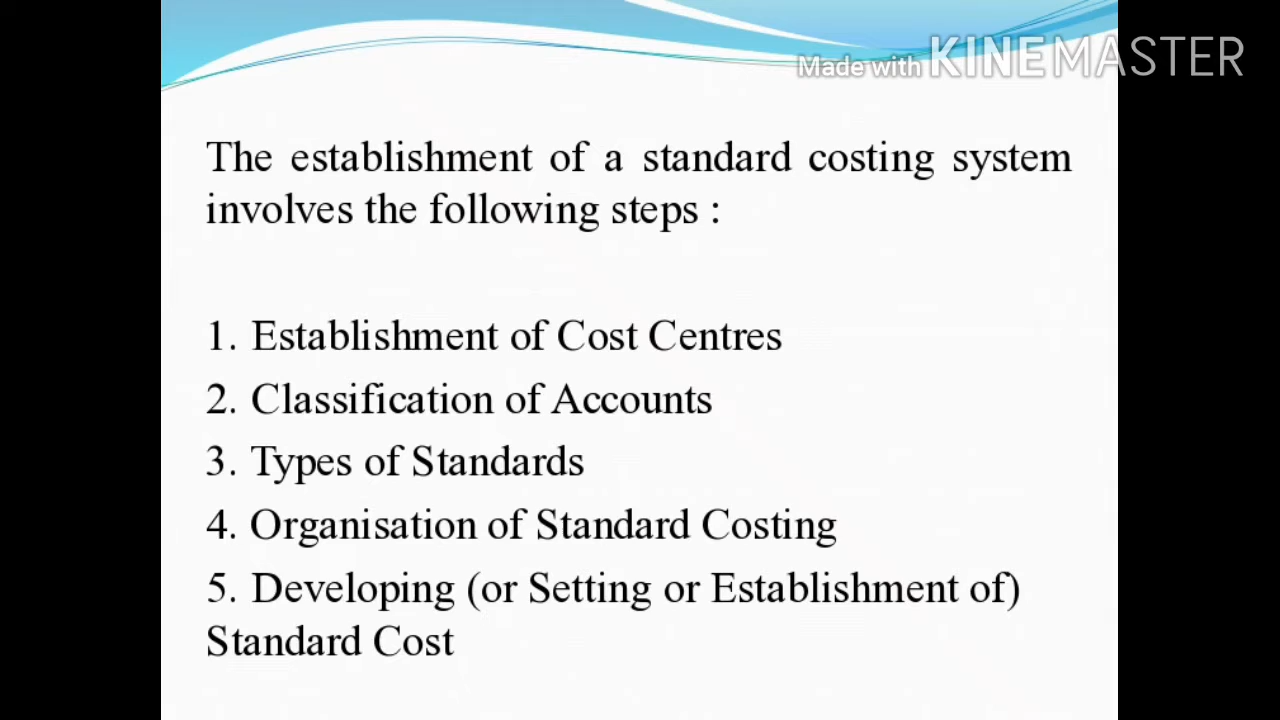 Made with KINEMASTER
The establishment of a standard costing system
involves the following steps :
1. Establishment of Cost Centres
2. Classification of Accounts
3. Types of Standards
4. Organisation of Standard Costing
5. Developing (or Setting or Establishment of)
Standard Cost